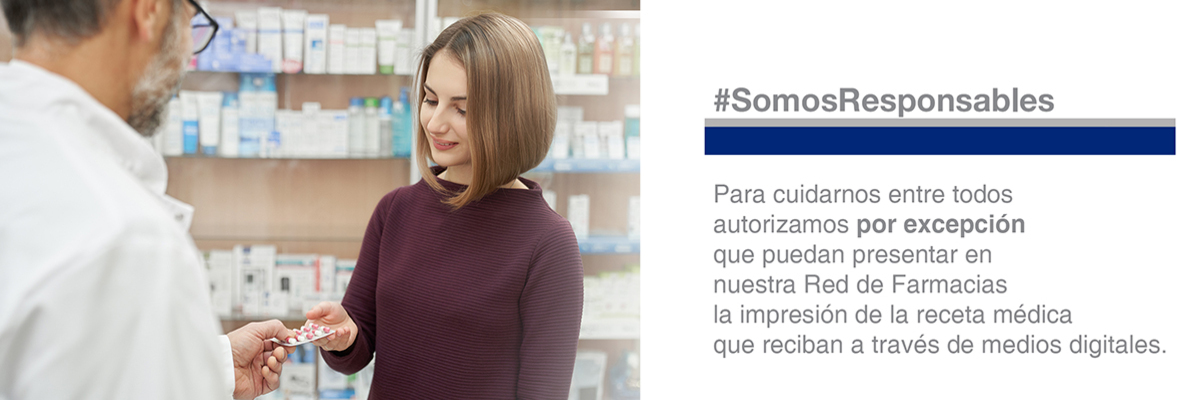 #SomosResponsables
Para cuidarnos entre todos
autorizamos por excepción
que puedan presentar en
nuestra Red de Farmacias
la impresión de la receta médica
que reciban a través de medios digitales.